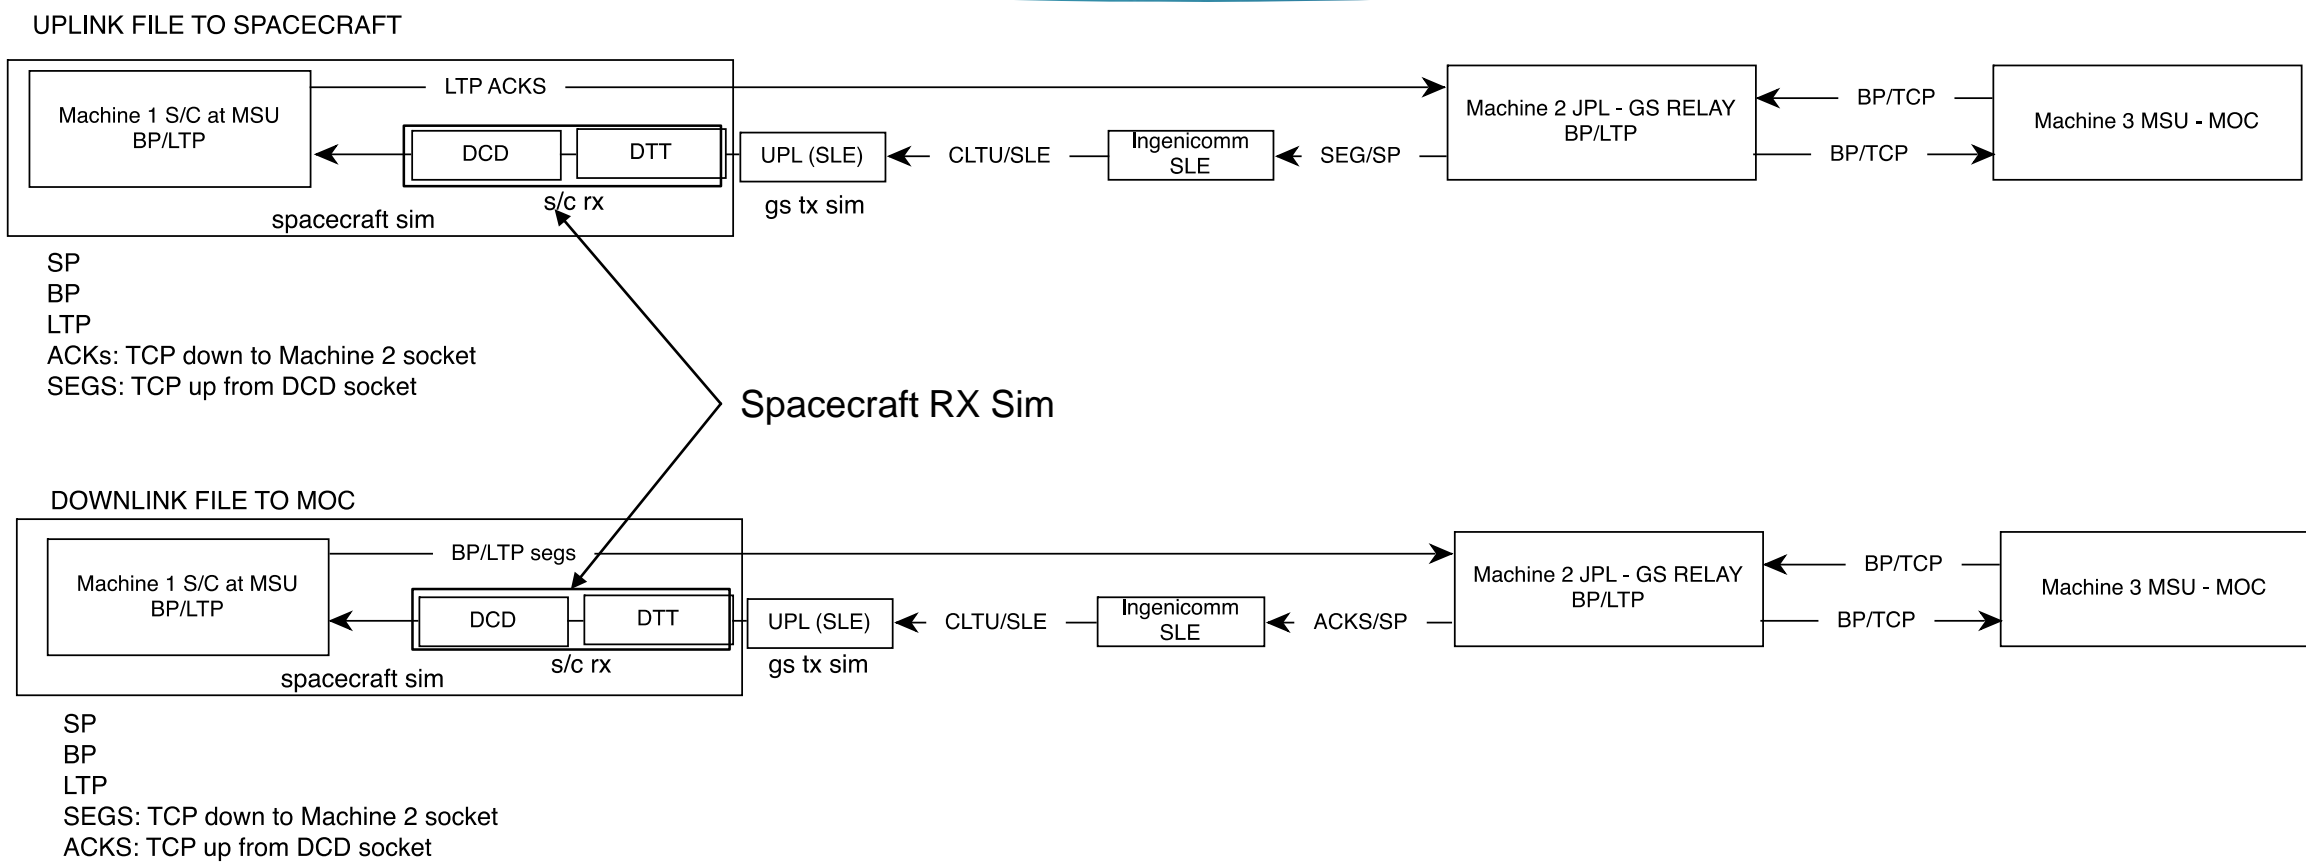 UPLINK FILE TO SPACECRAFT
LTP ACKS
Machine 1 S/C at MSU
BP/LTP
DCD
DTT
s/c rx
spacecraft sim
UPL (SLE)
gs tx sim
CLTU/SLE
Ingenicomm
SLE
SEG/SP
Machine 2 JPL - GS RELAY
BP/LTP
BP/TCP
BP/TCP
Machine 3 MSU - MOC
SP
BP
LTP
ACKs: TCP down to Machine 2 socket
SEGS: TCP up from DCD socket
Spacecraft RX Sim
DOWNLINK FILE TO MOC
BP/LTP segs
Machine 1 S/C at MSU
BP/LTP
DCD
DTT
s/c rx
spacecraft sim
UPL (SLE)
gs tx sim
CLTU/SLE
Ingenicomm
SLE
ACKS/SP
Machine 2 JPL - GS RELAY
BP/LTP
BP/TCP
BP/TCP
Machine 3 MSU - MOC
SP
BP
LTP
SEGS: TCP down to Machine 2 socket
ACKS: TCP up from DCD socket